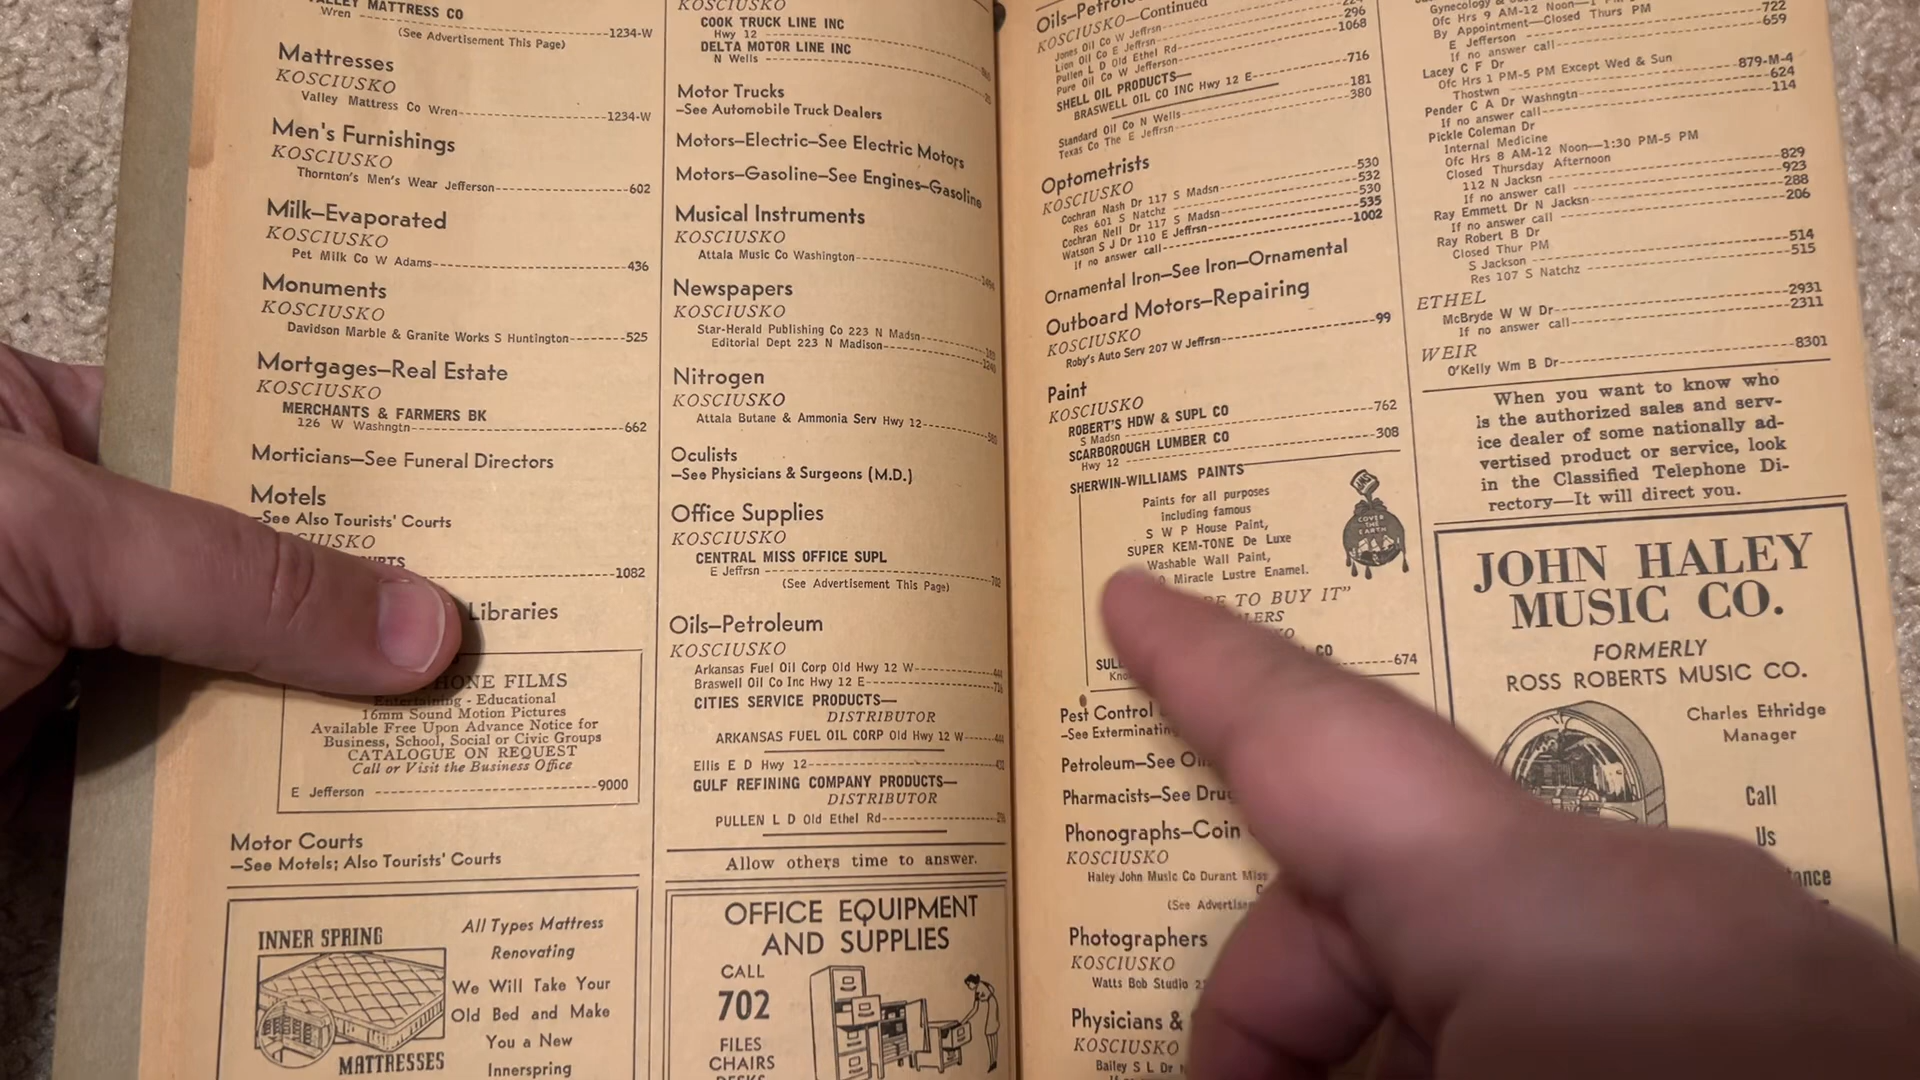 VALLEY MATTRESS CO
Wren 1234-W
(See Advertisement This Page)
Mattresses
KOSCIUSKO
Valley Mattress Co Wren 1234-W
Men's Furnishings
KOSCIUSKO
Thornton's Men's Wear Jefferson 602
Milk—Evaporated
KOSCIUSKO
Pet Milk Co W Adams 436
Monuments
KOSCIUSKO
Davidson Marble & Granite Works S Huntington 525
Mortgages—Real Estate
KOSCIUSKO
MERCHANTS & FARMERS BK
126 W Washngtn 662
Morticians—See Funeral Directors
Motels
—See Also Tourists' Courts
1082
Libraries
FILMS
Entertaining - Educational
16mm Sound Motion Pictures
Available Free Upon Advance Notice for
Business, School, Social or Civic Groups
CATALOGUE ON REQUEST
Call or Visit the Business Office
E Jefferson 9000
Motor Courts
—See Motels; Also Tourists' Courts
INNER SPRING
MATTRESSES
All Types Mattress
Renovating
We Will Take Your
Old Bed and Make
You a New
Innerspring
KOSCIUSKO
COOK TRUCK LINE INC
Hwy 12
DELTA MOTOR LINE INC
N Wells
Motor Trucks
—See Automobile Truck Dealers
Motors—Electric—See Electric Motors
Motors—Gasoline—See Engines—Gasoline
Musical Instruments
KOSCIUSKO
Attala Music Co Washington
Newspapers
KOSCIUSKO
Star-Herald Publishing Co 223 N Madsn
Editorial Dept 223 N Madison
Nitrogen
KOSCIUSKO
Attala Butane & Ammonia Serv Hwy 12
Oculists
—See Physicians & Surgeons (M.D.)
Office Supplies
KOSCIUSKO
CENTRAL MISS OFFICE SUPL
E Jeffrsn 702
(See Advertisement This Page)
Oils—Petroleum
KOSCIUSKO
Arkansas Fuel Oil Corp Old Hwy 12 W
Braswell Oil Co Inc Hwy 12 E
CITIES SERVICE PRODUCTS—
DISTRIBUTOR
ARKANSAS FUEL OIL CORP Old Hwy 12 W
Ellis E D Hwy 12
GULF REFINING COMPANY PRODUCTS—
DISTRIBUTOR
PULLEN L D Old Ethel Rd
Allow others time to answer.
OFFICE EQUIPMENT
AND SUPPLIES
CALL
702
FILES
CHAIRS
DESKS
KOSCIUSKO—Continued
Jones Oil Co W Jeffrsn
Lion Oil Co E Jeffrsn 296
Pullen L D Old Ethel Rd 1068
Pure Oil Co W Jefferson
SHELL OIL PRODUCTS—
BRASWELL OIL CO INC Hwy 12 E 716
Standard Oil Co N Wells 181
Texas Co The E Jeffrsn 380
Optometrists
KOSCIUSKO
Cochran Nash Dr 117 S Madsn 530
Res 601 S Natchz 532
Cochran Nell Dr 117 S Madsn 530
Watson S J Dr 110 E Jeffrsn 535
If no answer call 1002
Ornamental Iron—See Iron—Ornamental
Outboard Motors—Repairing
KOSCIUSKO
Roby's Auto Serv 207 W Jeffrsn 99
Paint
KOSCIUSKO
ROBERT'S HDW & SUPL CO
S Madsn 762
SCARBOROUGH LUMBER CO
Hwy 12 308
SHERWIN-WILLIAMS PAINTS
Paints for all purposes
including famous
S W P House Paint,
SUPER KEM-TONE De Luxe
Washable Wall Paint,
Miracle Lustre Enamel.
COVER
THE
EARTH
TO BUY IT"
CO
674
Pest Control
—See Exterminating
Petroleum—See
Pharmacists—See
Phonographs—Coin
KOSCIUSKO
Haley John Music Co Durant Miss
(See
Photographers
KOSCIUSKO
Watts Bob Studio
Physicians &
KOSCIUSKO
Bailey S L Dr
Ofc Hrs 9 AM-12 Noon
By Appointment—Closed Thurs PM
E Jefferson 722
If no answer call 659
Lacey C F Dr
Ofc Hrs 1 PM-5 PM Except Wed & Sun
Thostwn 879-M-4
Pender C A Dr Washngtn 624
If no answer call 114
Pickle Coleman Dr
Internal Medicine
Ofc Hrs 8 AM-12 Noon—1:30 PM-5 PM
Closed Thursday Afternoon
112 N Jacksn 829
If no answer call 923
Ray Emmett Dr N Jacksn 288
If no answer call 206
Ray Robert B Dr
Closed Thur PM
S Jackson 514
Res 107 S Natchz 515
ETHEL
McBryde W W Dr 2931
If no answer call 2311
WEIR
O'Kelly Wm B Dr 8301
When you want to know who
is the authorized sales and serv-
ice dealer of some nationally ad-
vertised product or service, look
in the Classified Telephone Di-
rectory—It will direct you.
JOHN HALEY
MUSIC CO.
FORMERLY
ROSS ROBERTS MUSIC CO.
Charles Ethridge
Manager
Call
Us